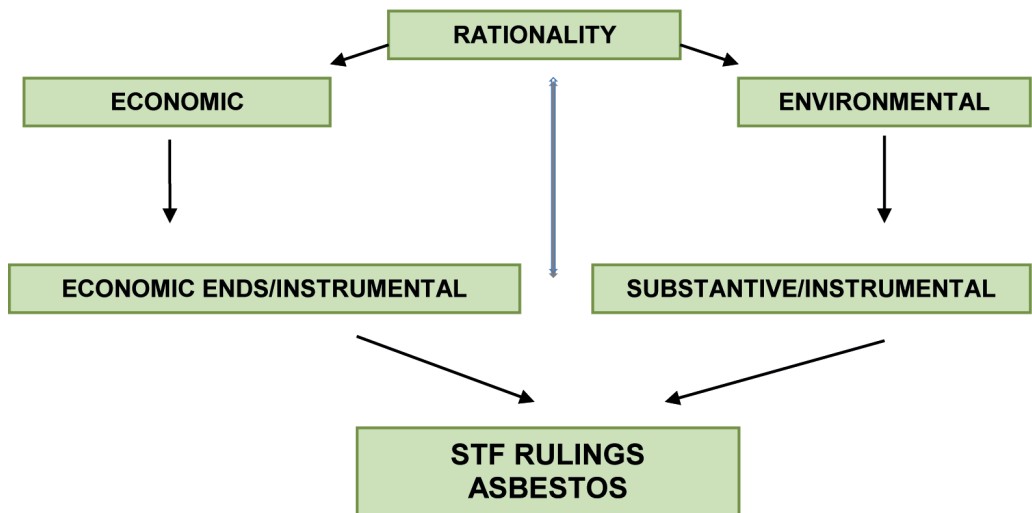 RATIONALITY
ECONOMIC
ENVIRONMENTAL
ECONOMIC ENDS/INSTRUMENTAL
SUBSTANTIVE/INSTRUMENTAL
STF RULINGS
ASBESTOS